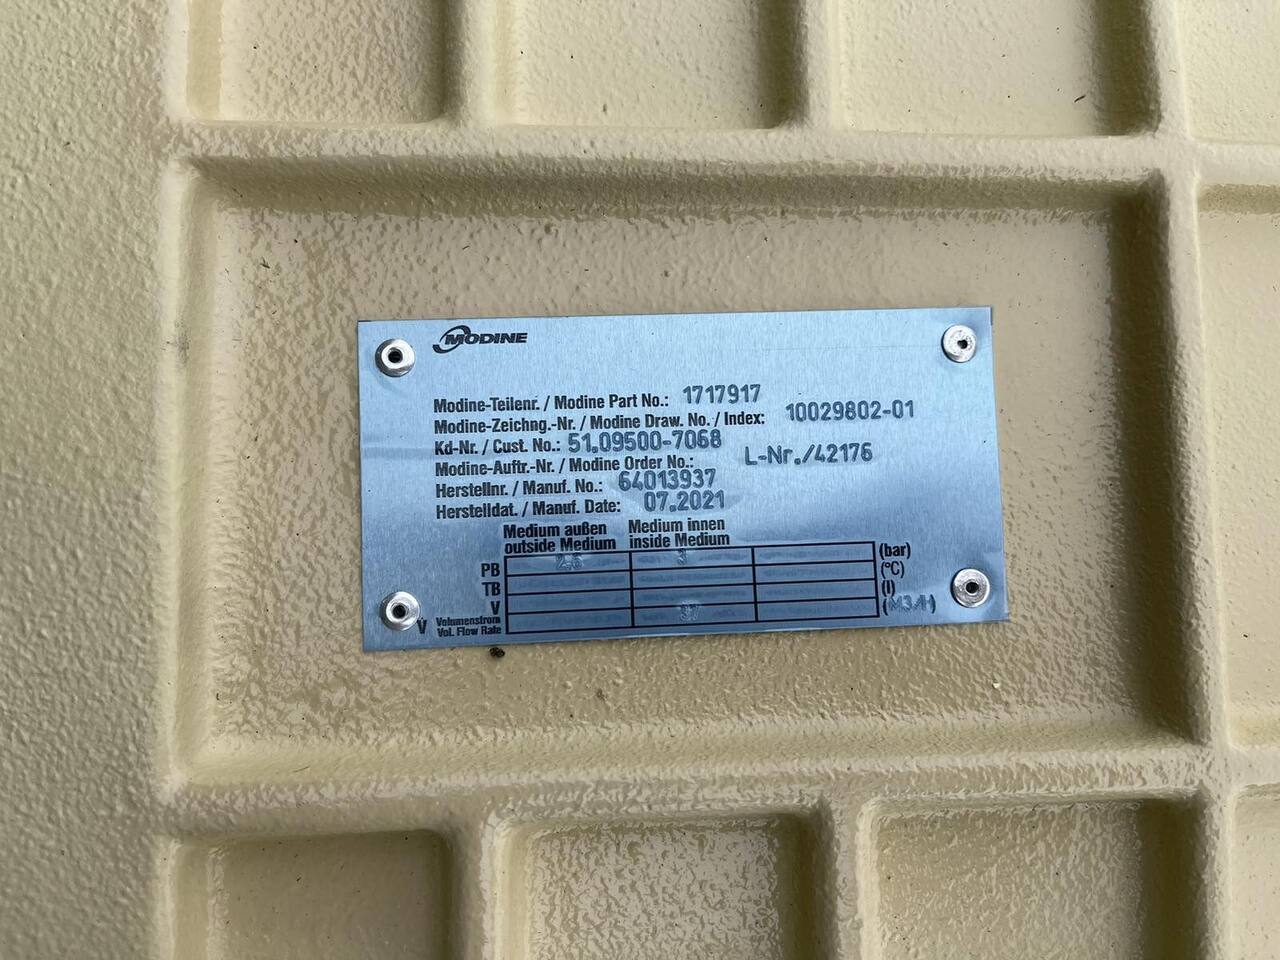 MODINE
Modine-Teilenr. / Modine Part No.: 1717917
Modine-Zeichng.-Nr. / Modine Draw. No. / Index: 10029802-01
Kd-Nr. / Cust. No.: 51.09500-7068
Modine-Auftr.-Nr. / Modine Order No.: L-Nr./42176
Herstellnr. / Manuf. No.: 64013937
Herstelldat. / Manuf. Date: 07.2021
Medium außen Medium innen
outside Medium inside Medium
PB 3 (bar)
TB (°C)
V (l)
V̇ Volumenstrom (M3/H)
Vol. Flow Rate